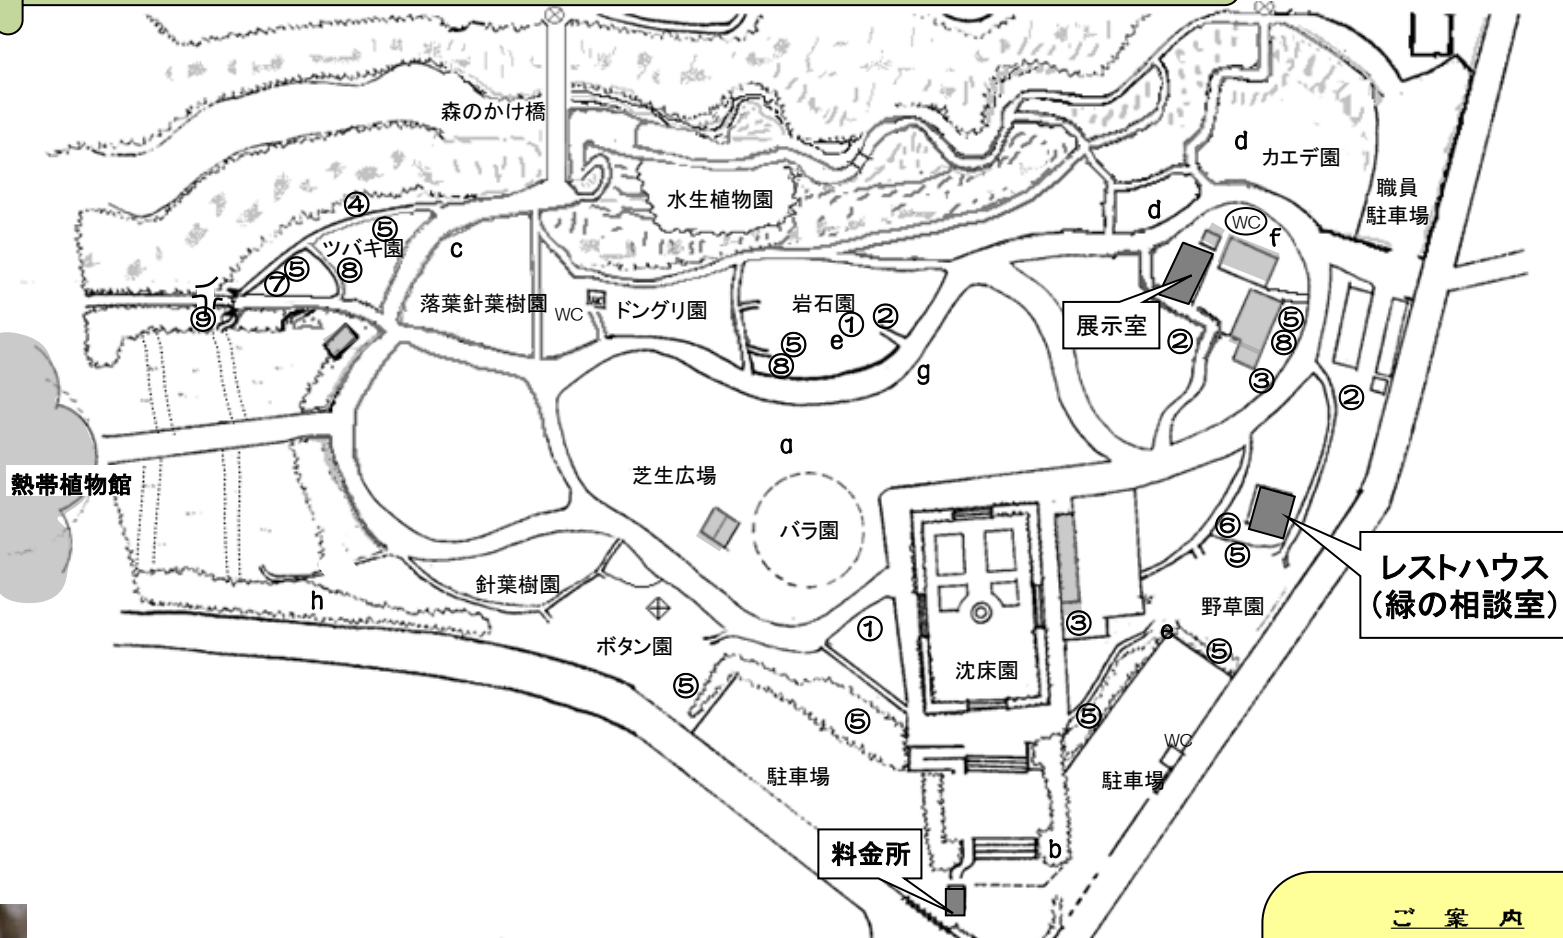 森のかけ橋
d
カエデ園
職員
駐車場
水生植物園
④
⑤
ツバキ園
c
d
WC
f
⑤
⑦
⑧
⑨
落葉針葉樹園
WC
ドングリ園
岩石園
①
②
e
⑤
⑧
g
展示室
②
⑤
⑧
③
②
a
熱帯植物館
芝生広場
バラ園
⑥
⑤
レストハウス
(緑の相談室)
針葉樹園
h
野草園
ボタン園
①
③
e
⑤
沈床園
⑤
⑤
⑤
WC
駐車場
駐車場
料金所
b
ご 案 内